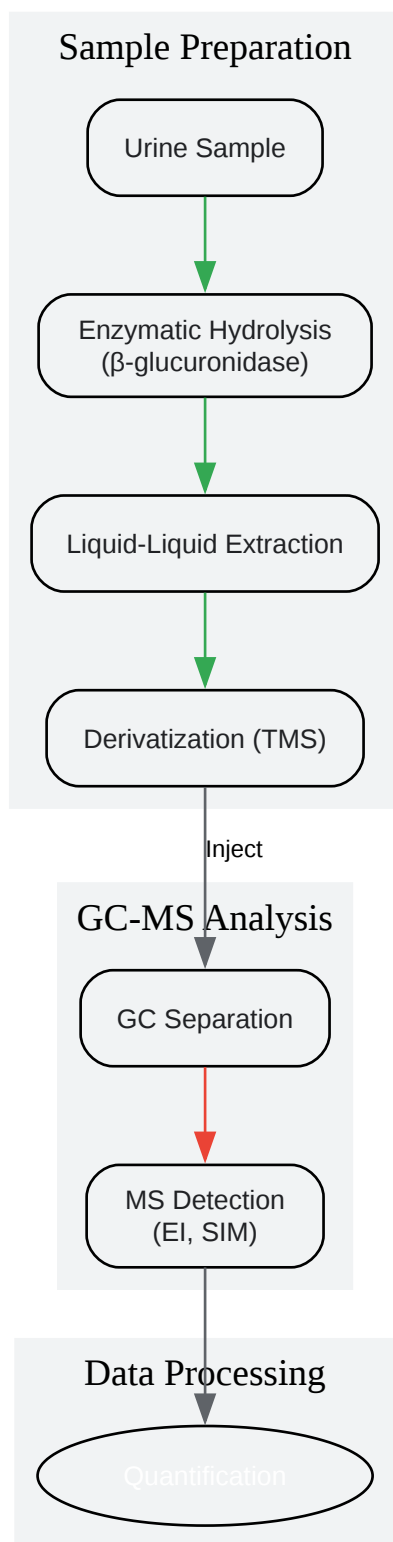 Sample Preparation
Urine Sample
Enzymatic Hydrolysis
(β-glucuronidase)
Liquid-Liquid Extraction
Derivatization (TMS)
Inject
GC-MS Analysis
GC Separation
MS Detection
(EI, SIM)
Data Processing
Quantification